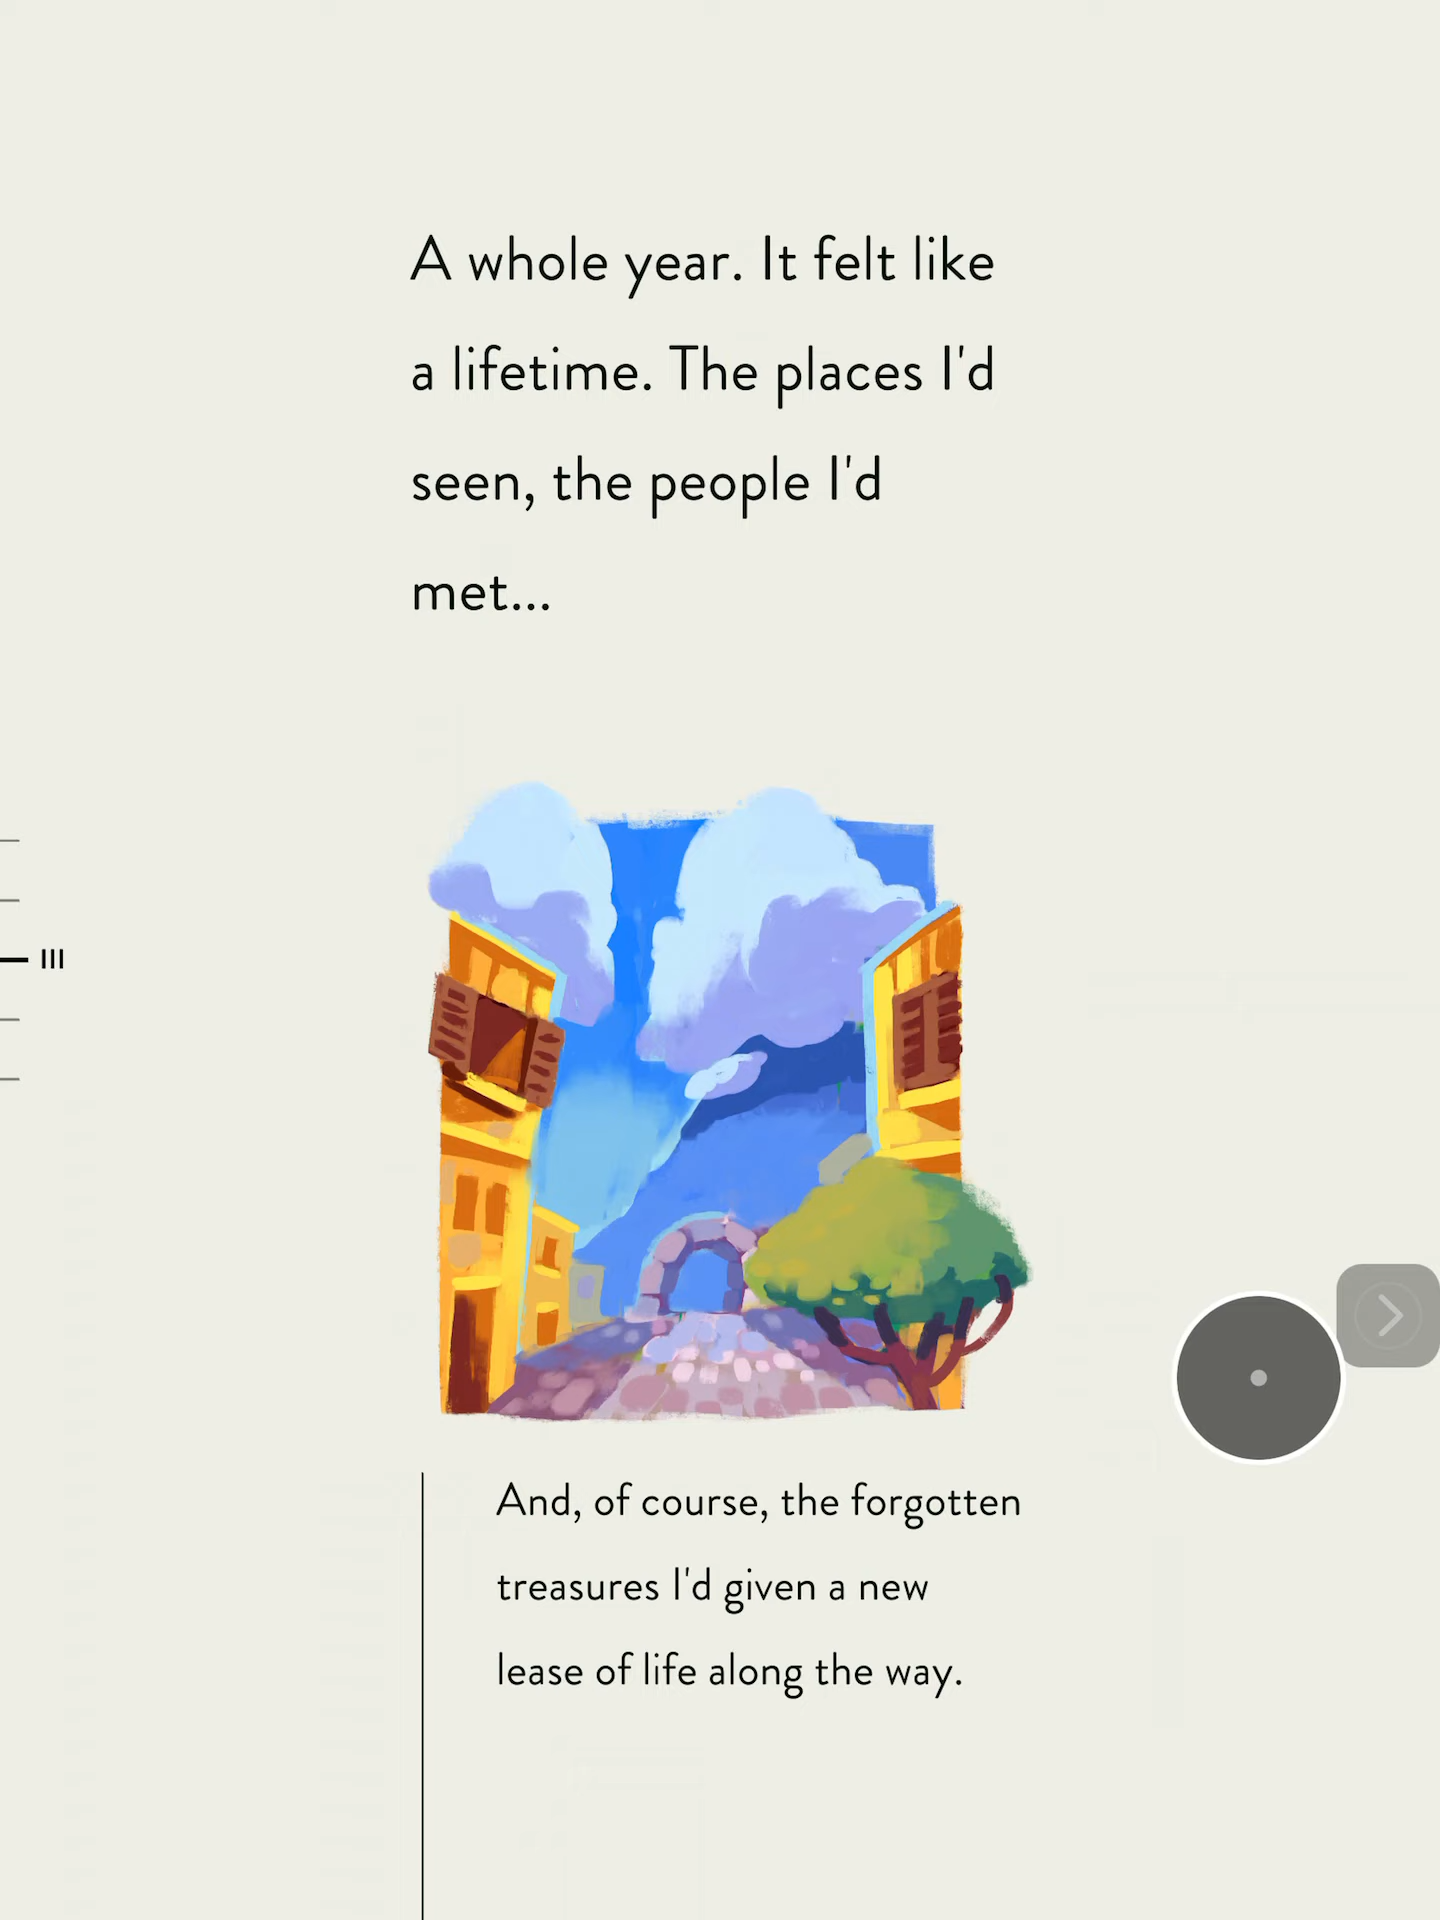 A whole year. It felt like
a lifetime. The places I'd
seen, the people I'd
met...
III
And, of course, the forgotten
treasures I'd given a new
lease of life along the way.